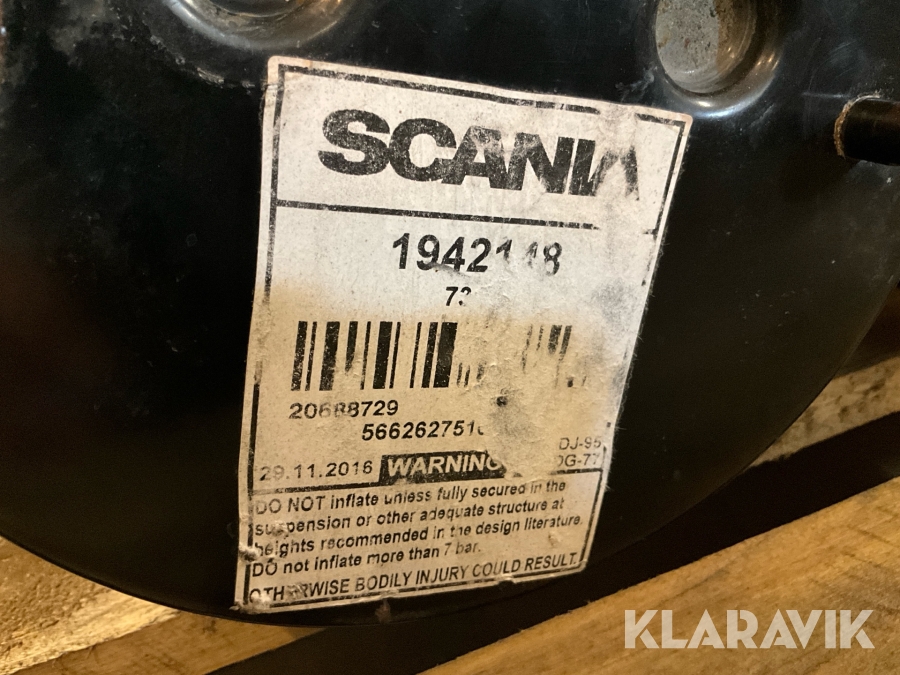 SCANIA
20688729
29.11.2016 WARNING
DO NOT inflate unless fully secured in the
suspension or other adequate structure at
heights recommended in the design literature.
DO not inflate more than 7 bar.
OTHERWISE BODILY INJURY COULD RESULT.
KLARAVIK